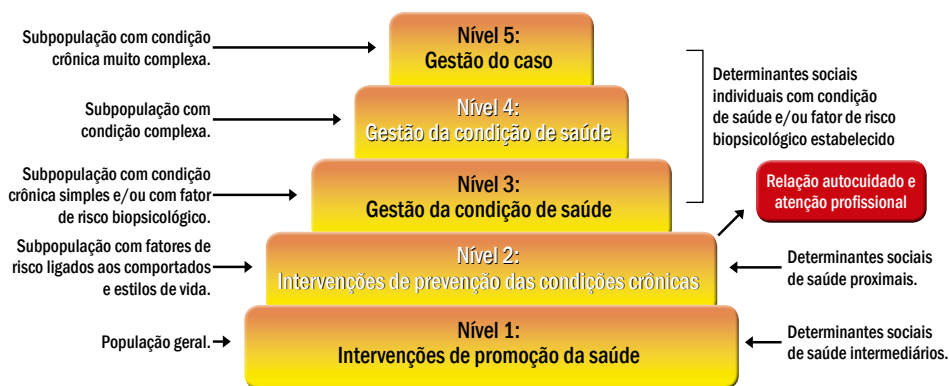 Subpopulação com condição
crônica muito complexa.
Nível 5:
Gestão do caso
Subpopulação com
condição complexa.
Nível 4:
Gestão da condição de saúde
Determinantes sociais
individuais com condição
de saúde e/ou fator de risco
biopsicológico estabelecido
Subpopulação com condição
crônica simples e/ou com fator
de risco biopsicológico.
Nível 3:
Gestão da condição de saúde
Relação autocuidado e
atenção profissional
Subpopulação com fatores de
risco ligados aos comportados
e estilos de vida.
Nível 2:
Intervenções de prevenção das condições crônicas
Determinantes sociais
de saúde proximais.
População geral.
Nível 1:
Intervenções de promoção da saúde
Determinantes sociais
de saúde intermediários.